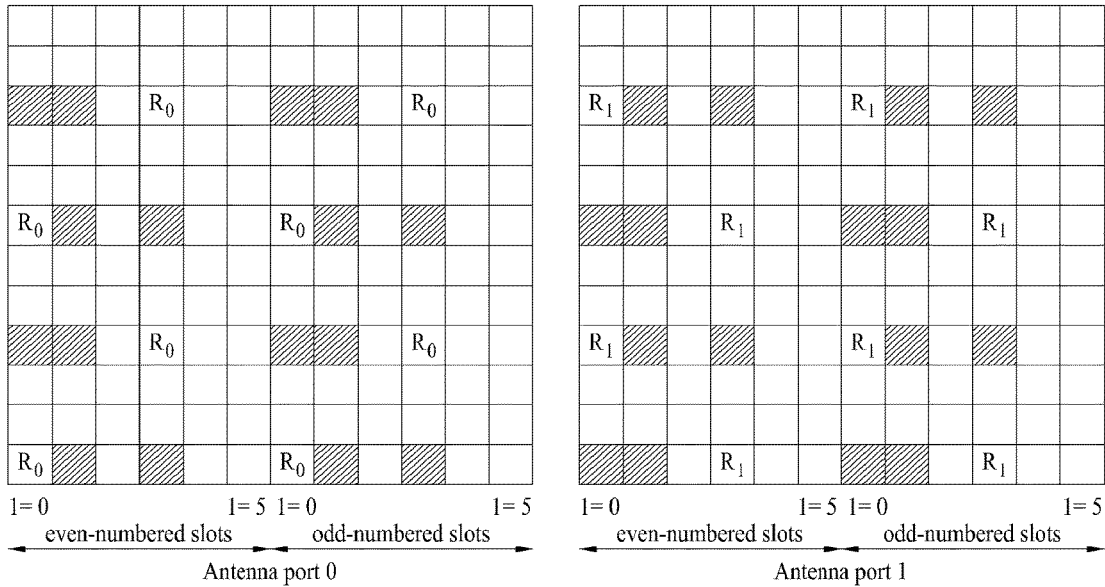 R0 R0 R1 R1
R0 R0 R1 R1
R0 R0 R1 R1
R0 R0 R1 R1
l= 0 l= 5 l= 0 l= 5 l= 0 l= 5 l= 0 l= 5
even-numbered slots odd-numbered slots even-numbered slots odd-numbered slots
Antenna port 0 Antenna port 1